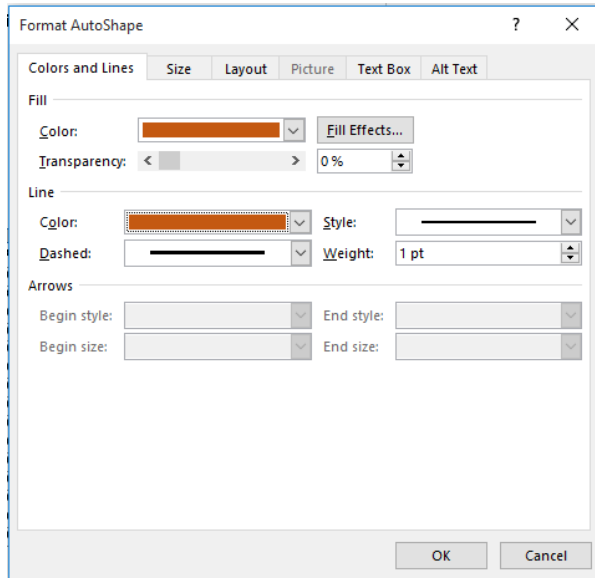 Format AutoShape ?
Colors and Lines Size Layout Picture Text Box Alt Text
Fill
Color: Fill Effects...
Transparency: 0 %
Line
Color: Style:
Dashed: Weight: 1 pt
Arrows
Begin style: End style:
Begin size: End size:
OK Cancel